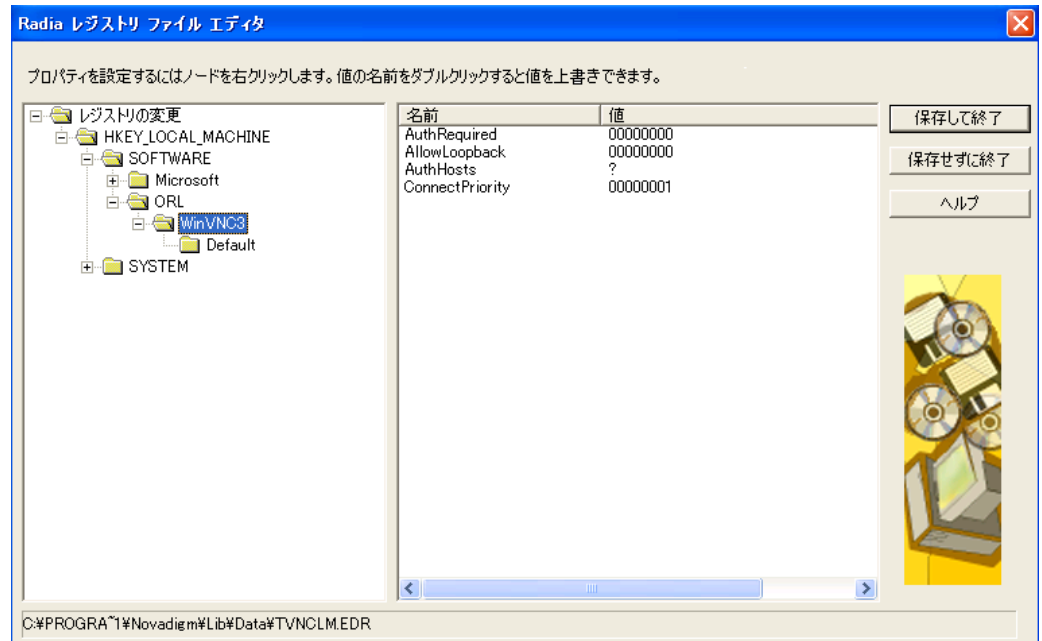 Radia レジストリ ファイル エディタ
プロパティを設定するにはノードを右クリックします。値の名前をダブルクリックすると値を上書きできます。
レジストリの変更
HKEY_LOCAL_MACHINE
SOFTWARE
Microsoft
ORL
WinVNC3
Default
SYSTEM
名前 値
AuthRequired 00000000
AllowLoopback 00000000
AuthHosts ?
ConnectPriority 00000001
保存して終了
保存せずに終了
ヘルプ
C:¥PROGRA~1¥Novadigm¥Lib¥Data¥TVNCLM.EDR